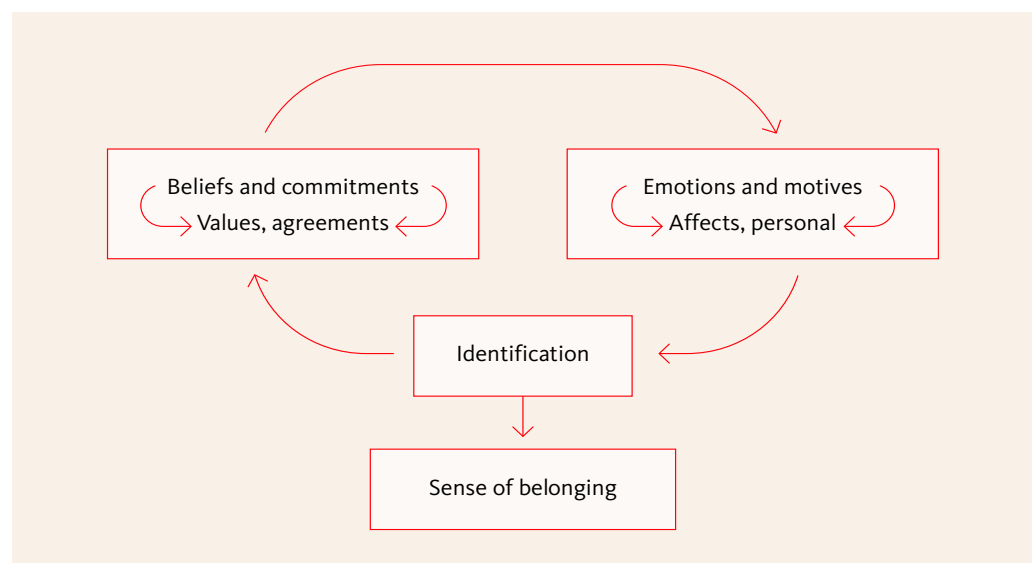 Beliefs and commitments
Values, agreements
Emotions and motives
Affects, personal
Identification
Sense of belonging